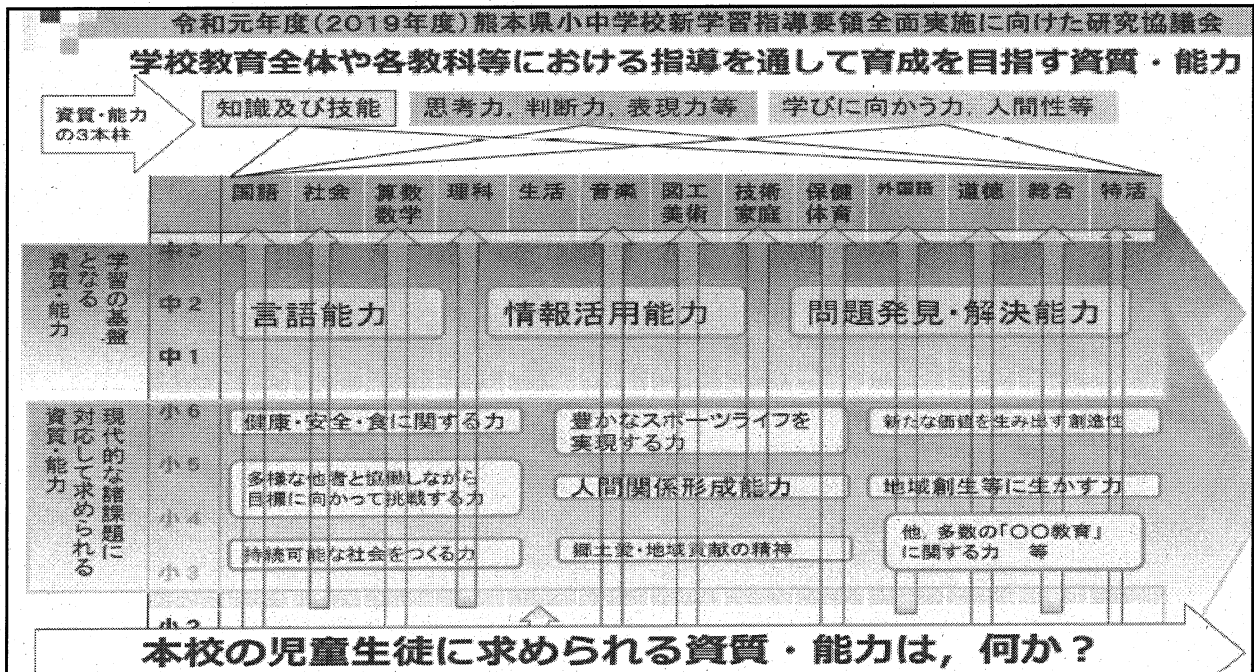 令和元年度(2019年度)熊本県小中学校新学習指導要領全面実施に向けた研究協議会
学校教育全体や各教科等における指導を通して育成を目指す資質・能力
資質・能力
の3本柱
知識及び技能
思考力,判断力,表現力等
学びに向かう力,人間性等
国語
社会
算数
数学
理科
生活
音楽
図工
美術
技術
家庭
保健
体育
外国語
道徳
総合
特活
学習の基盤
となる
資質・能力
中3
中2
中1
言語能力
情報活用能力
問題発見・解決能力
現代的な諸課題に
対応して求められる
資質・能力
小6
小5
小4
小3
小2
健康・安全・食に関する力
豊かなスポーツライフを
実現する力
新たな価値を生み出す創造性
多様な他者と協働しながら
目標に向かって挑戦する力
人間関係形成能力
地域創生等に生かす力
持続可能な社会をつくる力
郷土愛・地域貢献の精神
他,多数の「〇〇教育」
に関する力 等
本校の児童生徒に求められる資質・能力は,何か?